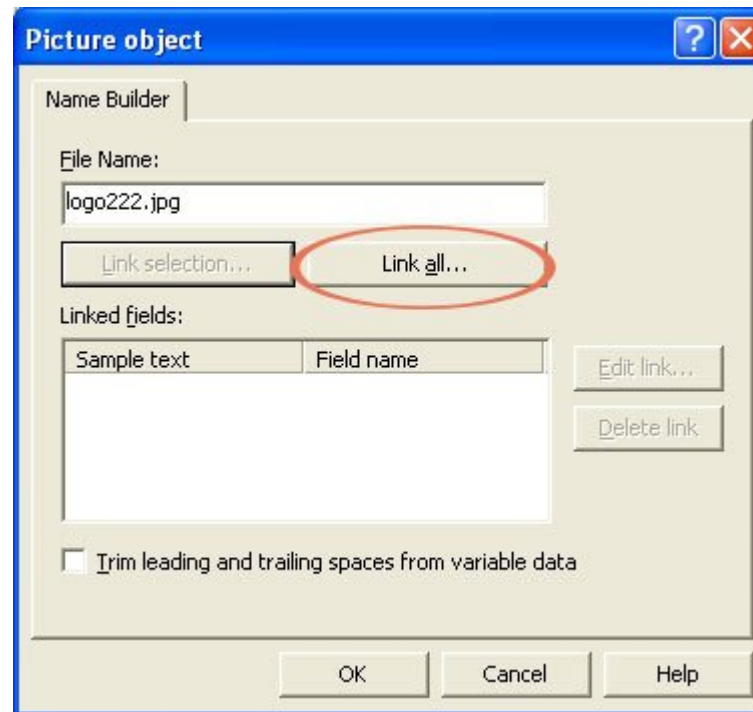 Picture object
Name Builder
File Name:
logo222.jpg
Link selection... Link all...
Linked fields:
Sample text Field name
Edit link...
Delete link
Trim leading and trailing spaces from variable data
OK Cancel Help